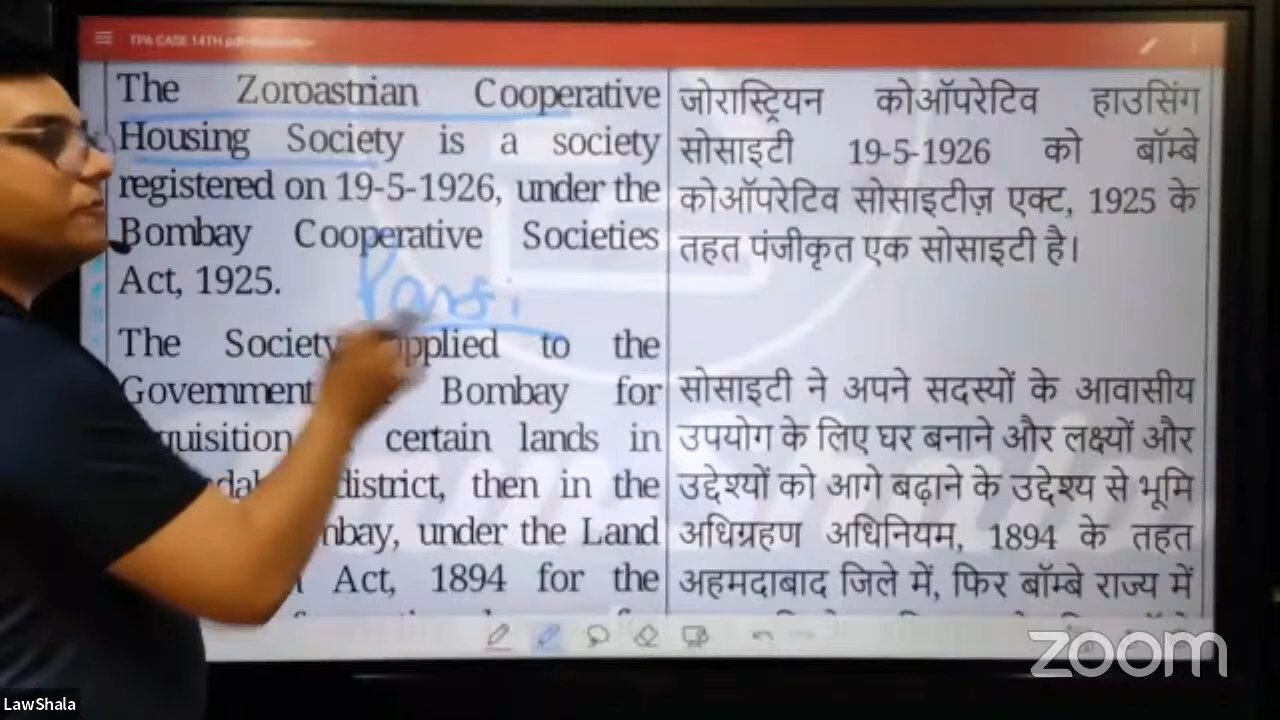 TPA CASE 14TH
The Zoroastrian Cooperative
Housing Society is a society
registered on 19-5-1926, under the
Bombay Cooperative Societies
Act, 1925.
Parsi
The Society applied to the
Government Bombay for
certain lands in
district, then in the
under the Land
Act, 1894 for the
जोरास्ट्रियन कोऑपरेटिव हाउसिंग
सोसाइटी 19-5-1926 को बॉम्बे
कोऑपरेटिव सोसाइटीज़ एक्ट, 1925 के
तहत पंजीकृत एक सोसाइटी है।
सोसाइटी ने अपने सदस्यों के आवासीय
उपयोग के लिए घर बनाने और लक्ष्यों और
उद्देश्यों को आगे बढ़ाने के उद्देश्य से भूमि
अधिग्रहण अधिनियम, 1894 के तहत
अहमदाबाद जिले में, फिर बॉम्बे राज्य में
zoom
LawShala